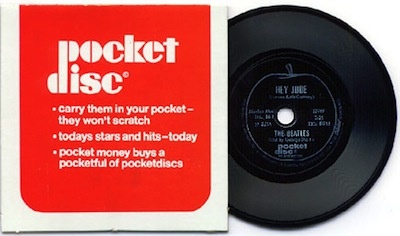 pocket
disc©
• carry them in your pocket–
they won't scratch
• todays stars and hits–today
• pocket money buys a
pocketful of pocketdiscs
HEY JUDE
THE BEATLES
pocket
disc